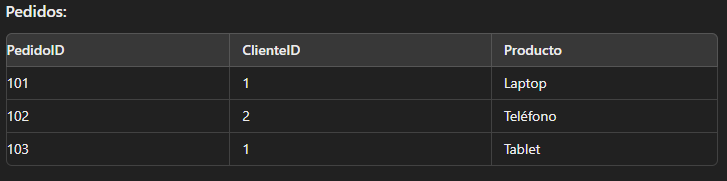 Pedidos:
PedidoID ClienteID Producto
101 1 Laptop
102 2 Teléfono
103 1 Tablet